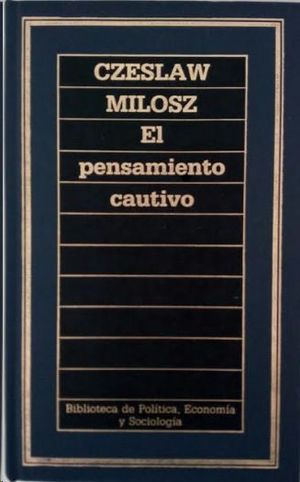 CZESLAW
MILOSZ
El
pensamiento
cautivo
Biblioteca de Política, Economía
y Sociología